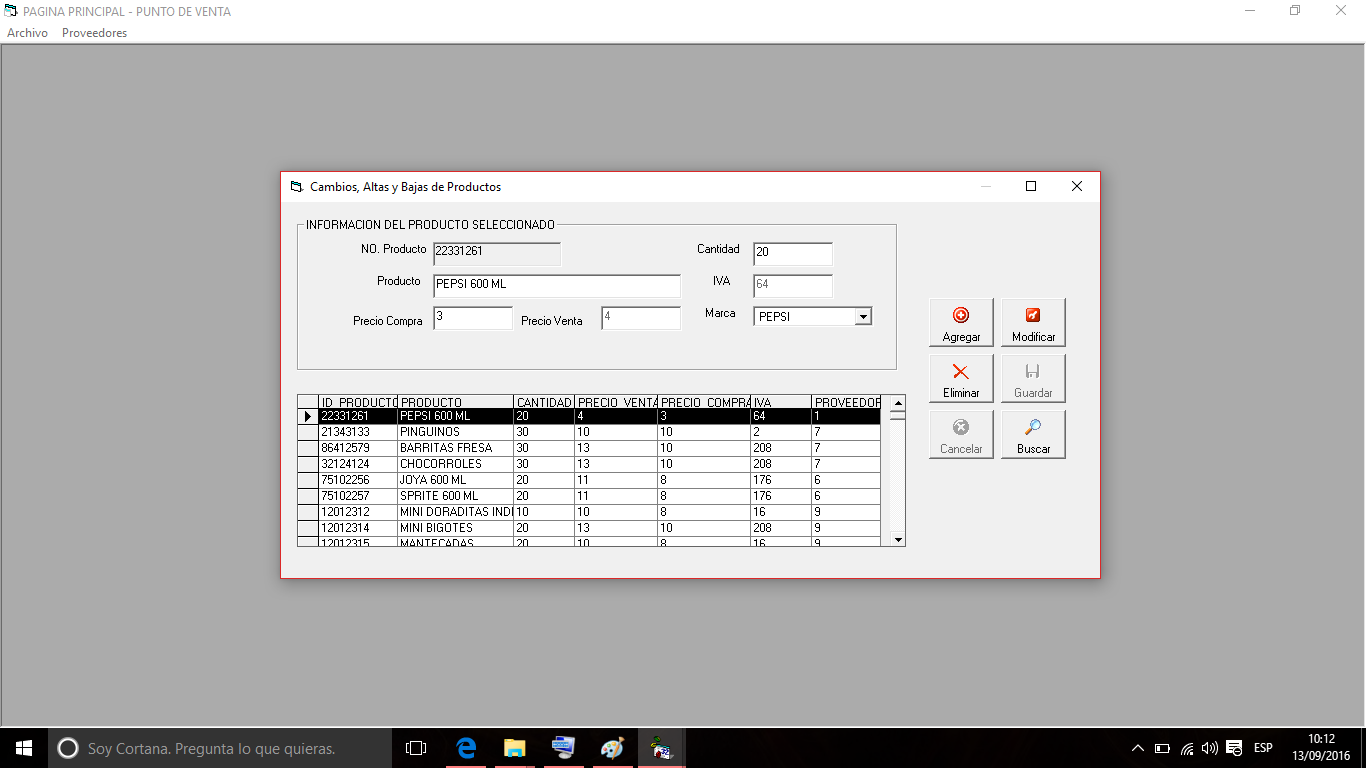 PAGINA PRINCIPAL - PUNTO DE VENTA
Archivo Proveedores
Cambios, Altas y Bajas de Productos
INFORMACION DEL PRODUCTO SELECCIONADO
NO. Producto 22331261 Cantidad 20
Producto PEPSI 600 ML IVA 64
Precio Compra 3 Precio Venta 4 Marca PEPSI
Agregar Modificar
Eliminar Guardar
Cancelar Buscar
ID_PRODUCTO PRODUCTO CANTIDAD PRECIO_VENTA PRECIO_COMPRA IVA PROVEEDOR
22331261 PEPSI 600 ML 20 4 3 64 1
21343133 PINGUINOS 30 10 10 2 7
86412579 BARRITAS FRESA 30 13 10 208 7
32124124 CHOCORROLES 30 13 10 208 7
75102256 JOYA 600 ML 20 11 8 176 6
75102257 SPRITE 600 ML 20 11 8 176 6
12012312 MINI DORADITAS INDI 10 10 8 16 9
12012314 MINI BIGOTES 20 13 10 208 9
12012315 MANTECADAS 20 10 8 16 9
Soy Cortana. Pregunta lo que quieras.
ESP
10:12
13/09/2016